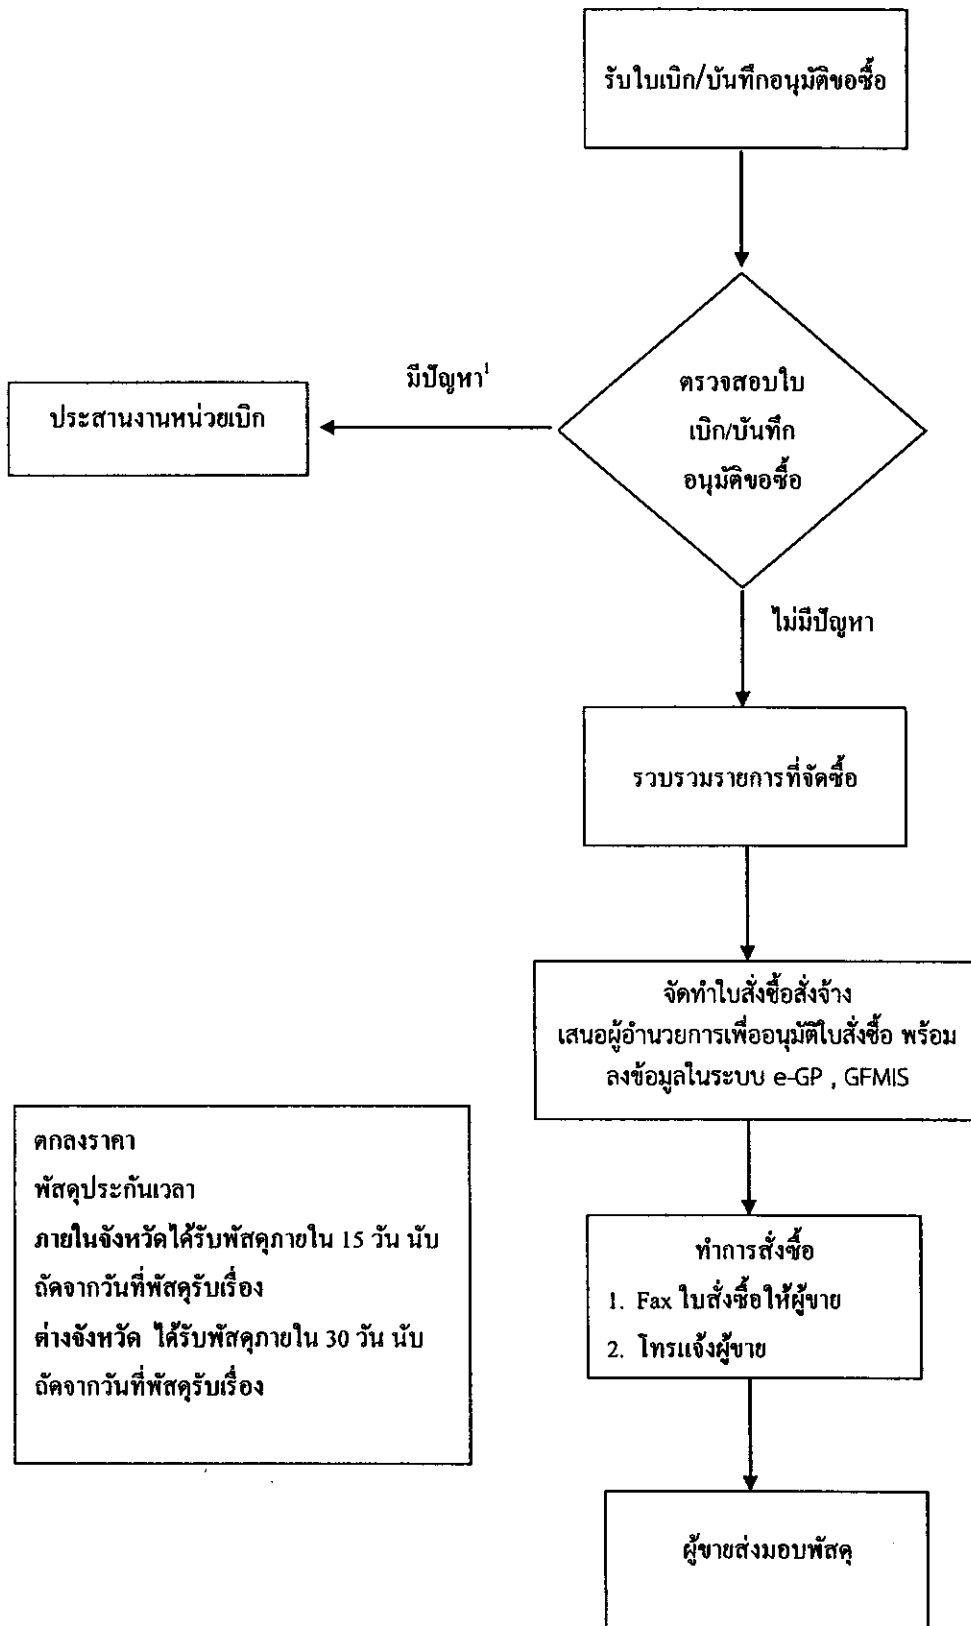 รับใบเบิก/บันทึกอนุมัติขอซื้อ
มีปัญหา¹
ประสานงานหน่วยเบิก
ตรวจสอบใบ
เบิก/บันทึก
อนุมัติขอซื้อ
ไม่มีปัญหา
รวบรวมรายการที่จัดซื้อ
จัดทำใบสั่งซื้อสั่งจ้าง
เสนอผู้อำนวยการเพื่ออนุมัติใบสั่งซื้อ พร้อม
ลงข้อมูลในระบบ e-GP , GFMIS
ตกลงราคา
พัสดุประกันเวลา
ภายในจังหวัดได้รับพัสดุภายใน 15 วัน นับ
ถัดจากวันที่พัสดุรับเรื่อง
ต่างจังหวัด ได้รับพัสดุภายใน 30 วัน นับ
ถัดจากวันที่พัสดุรับเรื่อง
ทำการสั่งซื้อ
1. Fax ใบสั่งซื้อให้ผู้ขาย
2. โทรแจ้งผู้ขาย
ผู้ขายส่งมอบพัสดุ